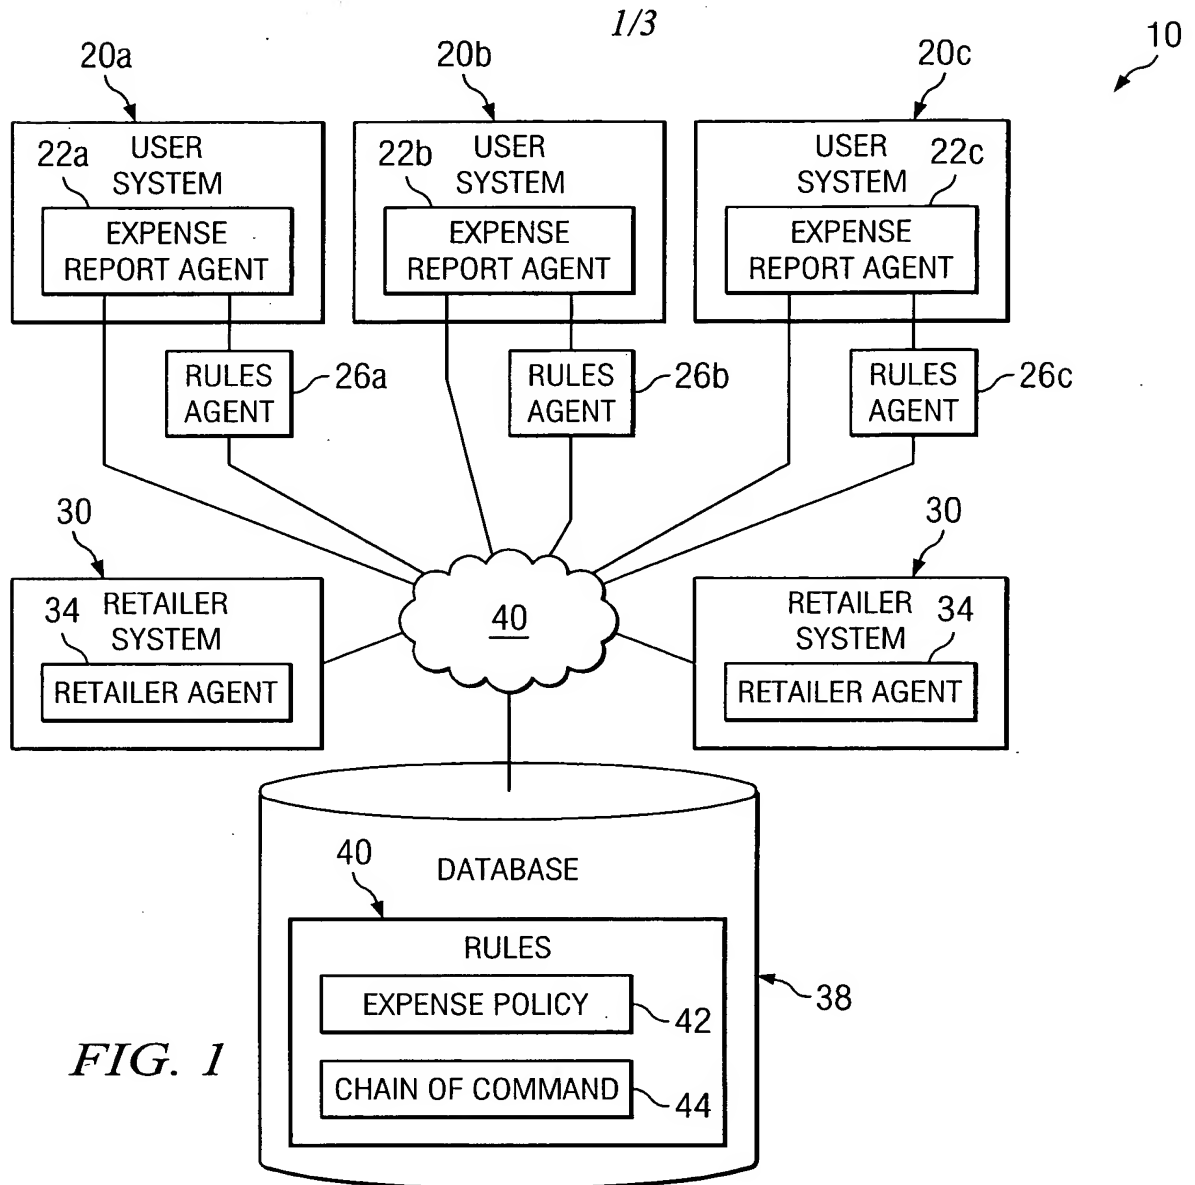 1/3
10
20a
20b
20c
USER
SYSTEM
22a
EXPENSE
REPORT AGENT
USER
SYSTEM
22b
EXPENSE
REPORT AGENT
USER
SYSTEM
22c
EXPENSE
REPORT AGENT
RULES
AGENT
26a
RULES
AGENT
26b
RULES
AGENT
26c
30
RETAILER
SYSTEM
34
RETAILER AGENT
40
30
RETAILER
SYSTEM
34
RETAILER AGENT
DATABASE
40
RULES
EXPENSE POLICY
42
CHAIN OF COMMAND
44
38
FIG. 1